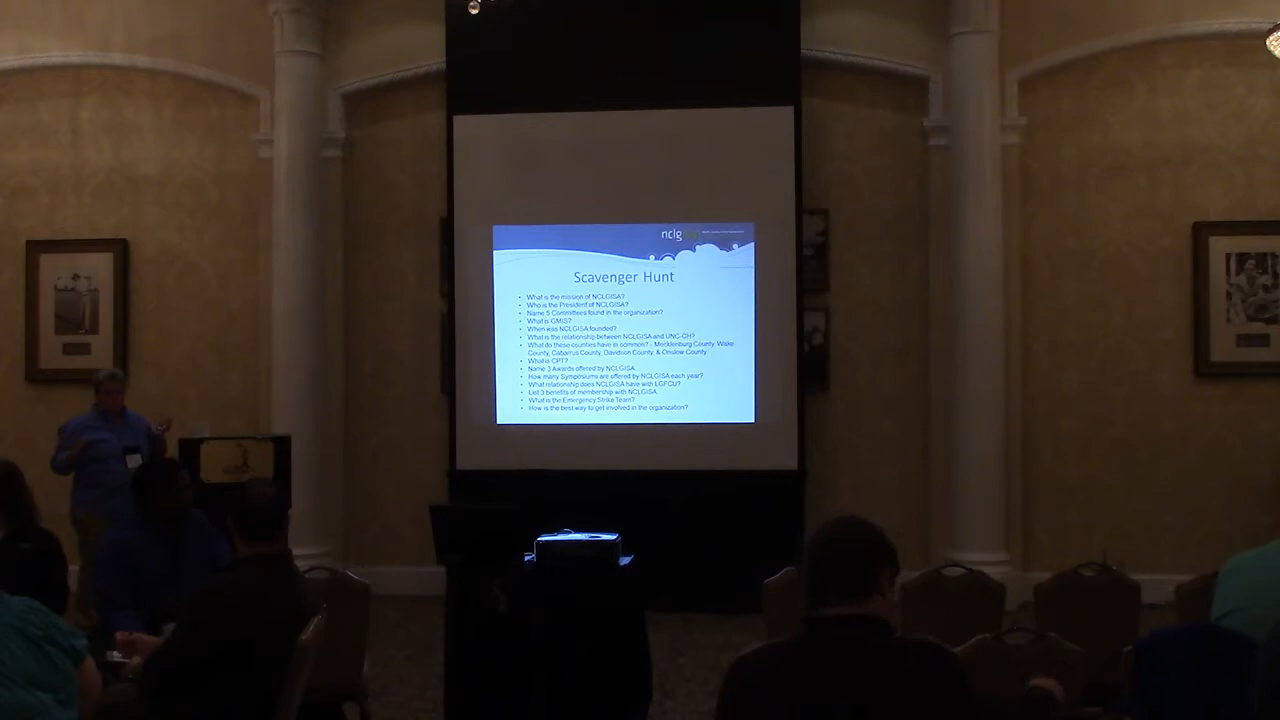 nclg
Scavenger Hunt
• What is the mission of NCLGISA?
• Who is the President of NCLGISA?
• Name 5 Committees found in the organization?
• What is GMIS?
• When was NCLGISA founded?
• What is the relationship between NCLGISA and UNC-CH?
• What do these counties have in common? - Mecklenburg County, Wake
County, Cabarrus County, Davidson County, & Onslow County
• What is CPT?
• Name 3 Awards offered by NCLGISA.
• How many Symposiums are offered by NCLGISA each year?
• What relationship does NCLGISA have with LGFCU?
• List 3 benefits of membership with NCLGISA.
• What is the Emergency Strike Team?
• How is the best way to get involved in the organization?